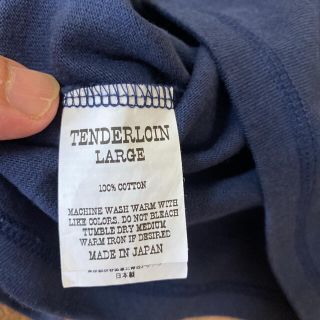 TENDERLOIN
LARGE
100% COTTON
MACHINE WASH WARM WITH
LIKE COLORS. DO NOT BLEACH
TUMBLE DRY MEDIUM
WARM IRON IF DESIRED
MADE IN JAPAN
日本製